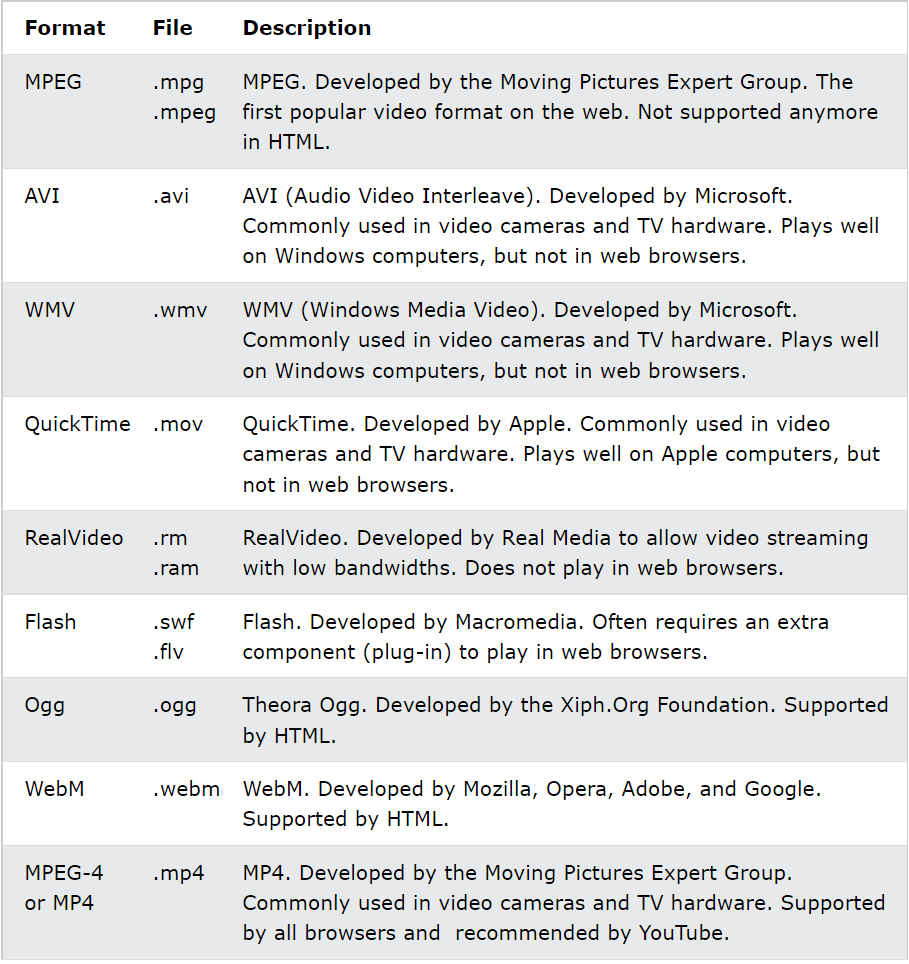 Format File Description
MPEG .mpg MPEG. Developed by the Moving Pictures Expert Group. The
.mpeg first popular video format on the web. Not supported anymore
in HTML.
AVI .avi AVI (Audio Video Interleave). Developed by Microsoft.
Commonly used in video cameras and TV hardware. Plays well
on Windows computers, but not in web browsers.
WMV .wmv WMV (Windows Media Video). Developed by Microsoft.
Commonly used in video cameras and TV hardware. Plays well
on Windows computers, but not in web browsers.
QuickTime .mov QuickTime. Developed by Apple. Commonly used in video
cameras and TV hardware. Plays well on Apple computers, but
not in web browsers.
RealVideo .rm RealVideo. Developed by Real Media to allow video streaming
.ram with low bandwidths. Does not play in web browsers.
Flash .swf Flash. Developed by Macromedia. Often requires an extra
.flv component (plug-in) to play in web browsers.
Ogg .ogg Theora Ogg. Developed by the Xiph.Org Foundation. Supported
by HTML.
WebM .webm WebM. Developed by Mozilla, Opera, Adobe, and Google.
Supported by HTML.
MPEG-4 .mp4 MP4. Developed by the Moving Pictures Expert Group.
or MP4 Commonly used in video cameras and TV hardware. Supported
by all browsers and  recommended by YouTube.